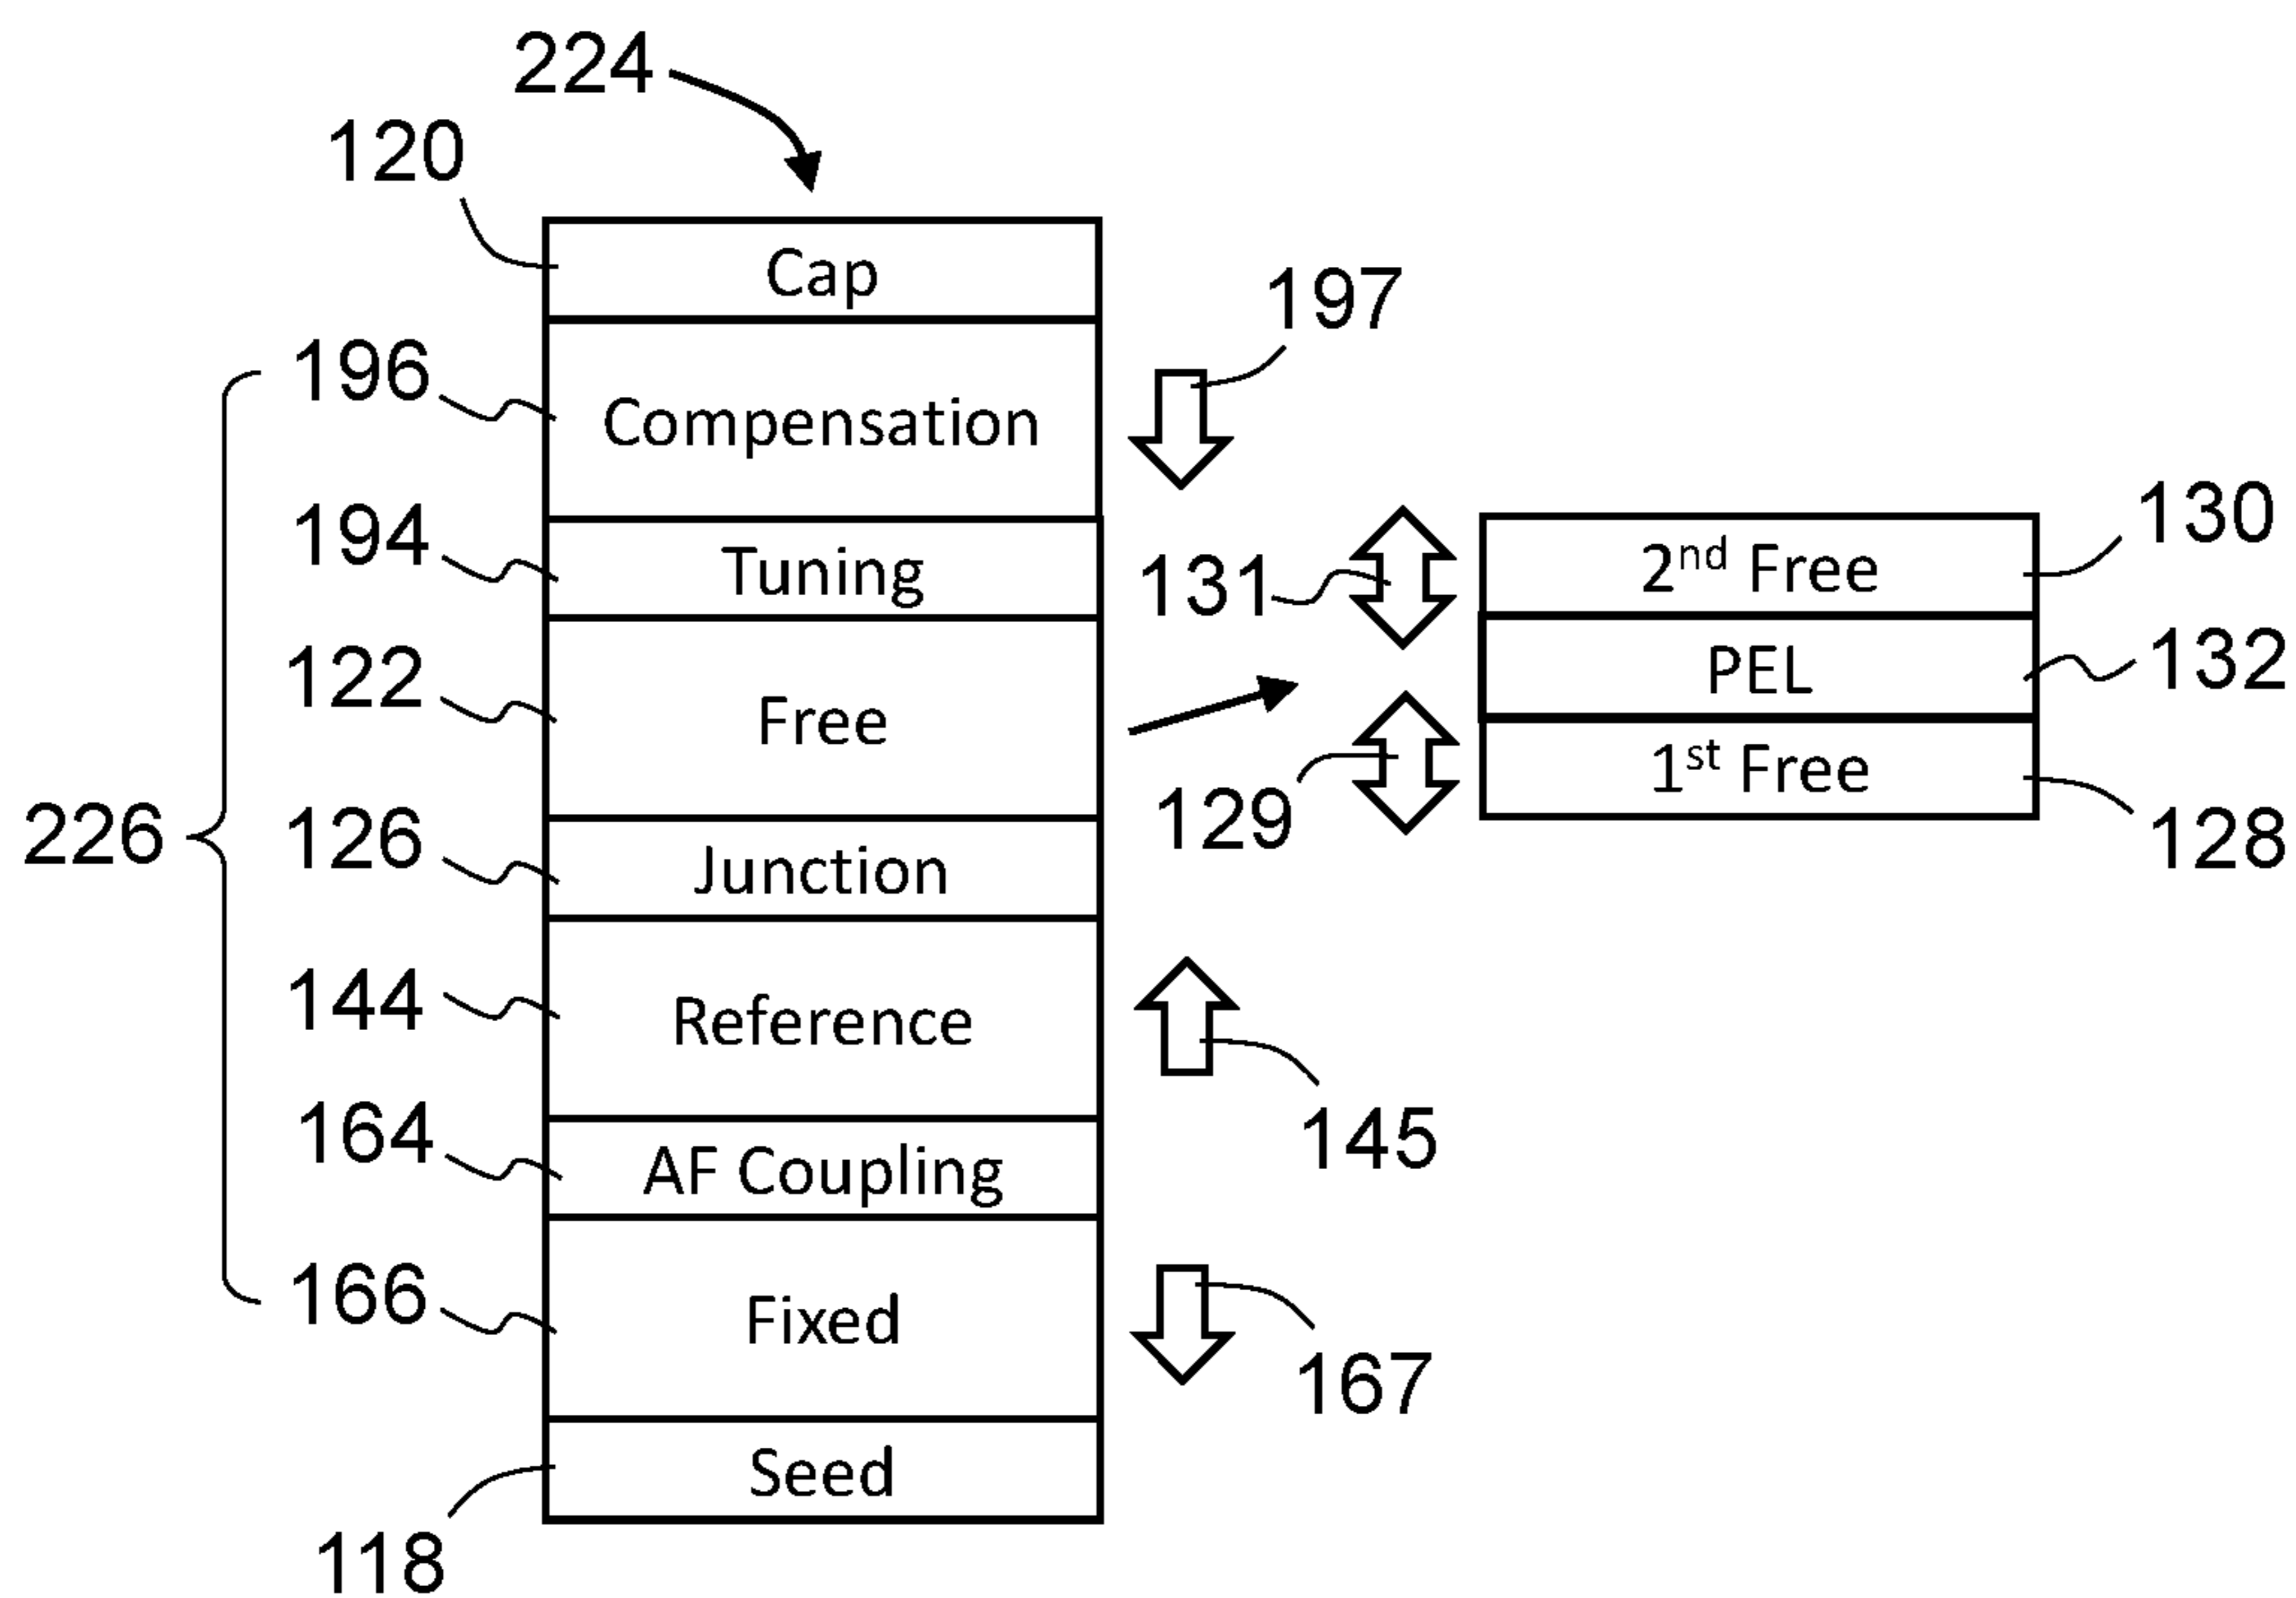 224
120
Cap
197
196
Compensation
194
Tuning
131
2nd Free
130
122
Free
PEL
132
226
126
Junction
129
1st Free
128
144
Reference
145
164
AF Coupling
166
Fixed
167
Seed
118